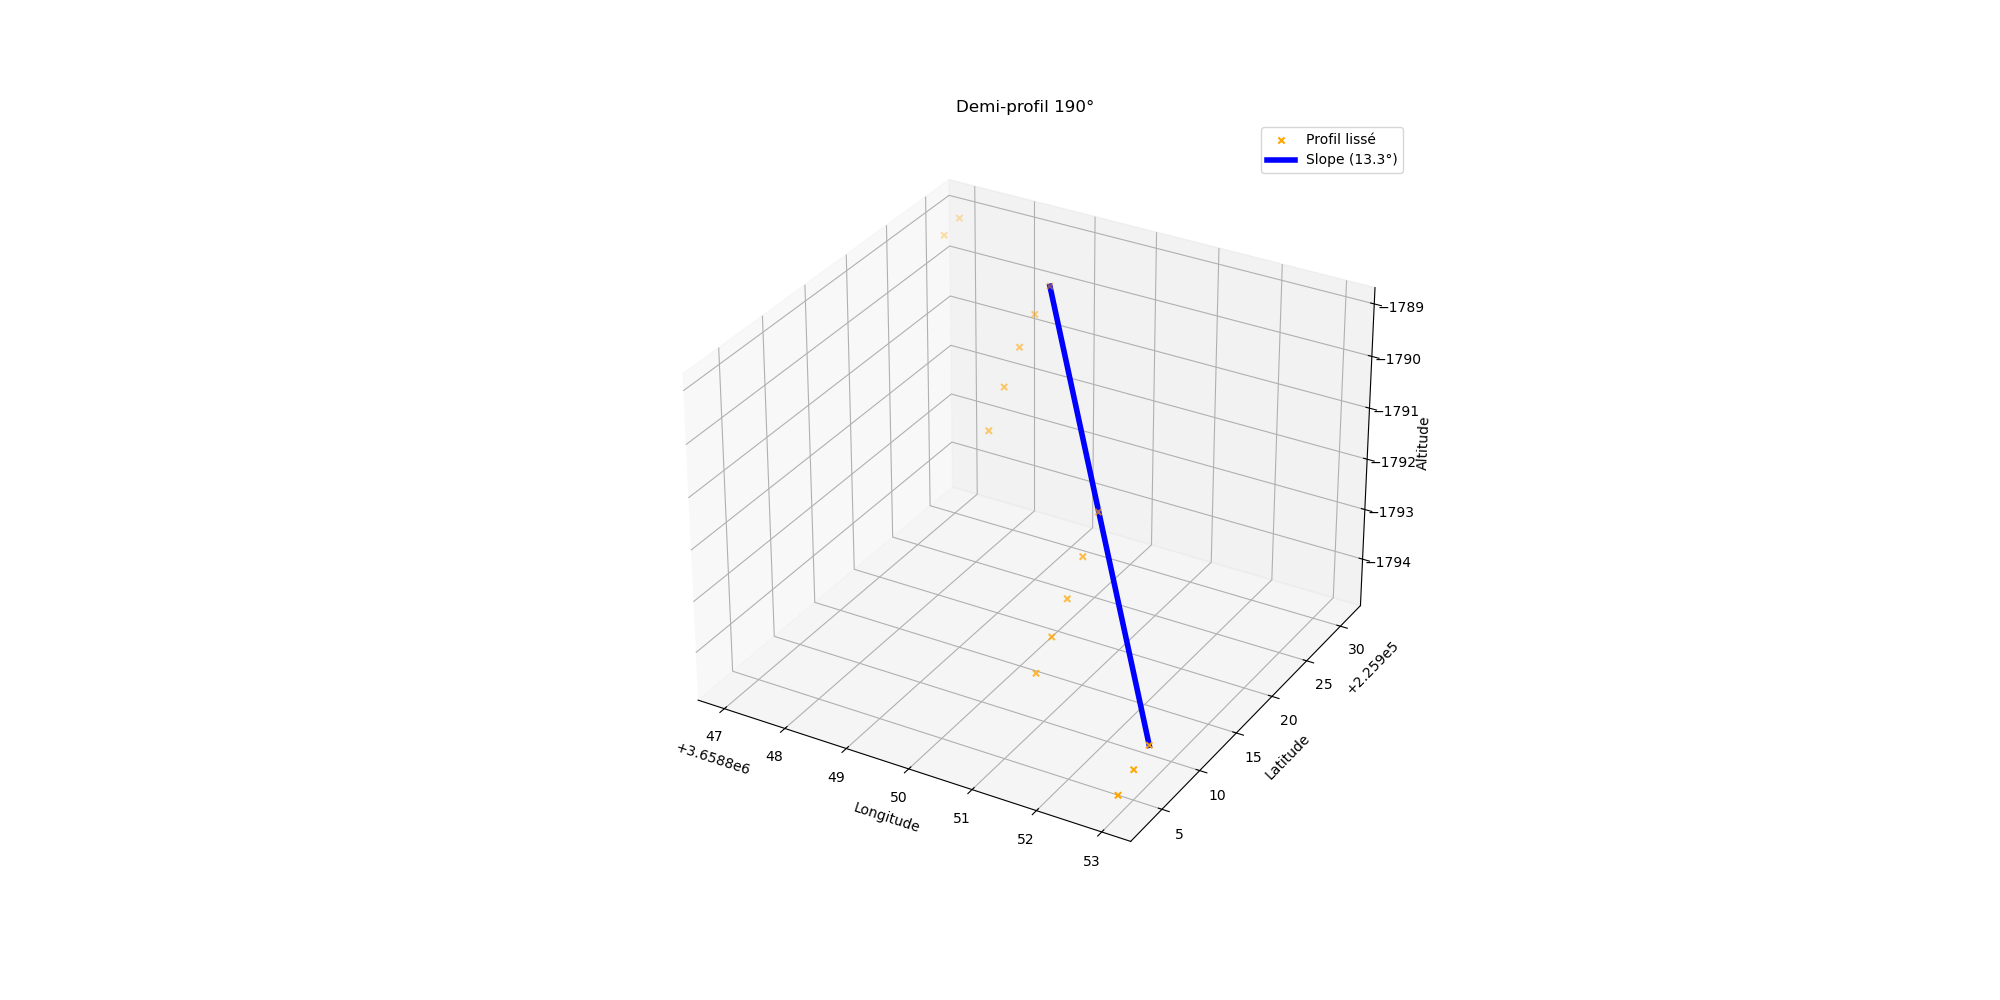 Demi-profil 190°
Profil lissé
Slope (13.3°)
−1789
−1790
−1791
−1792
−1793
−1794
Altitude
30
25
20
15
10
5
+2.259e5
Latitude
47
48
49
50
51
52
53
+3.6588e6
Longitude